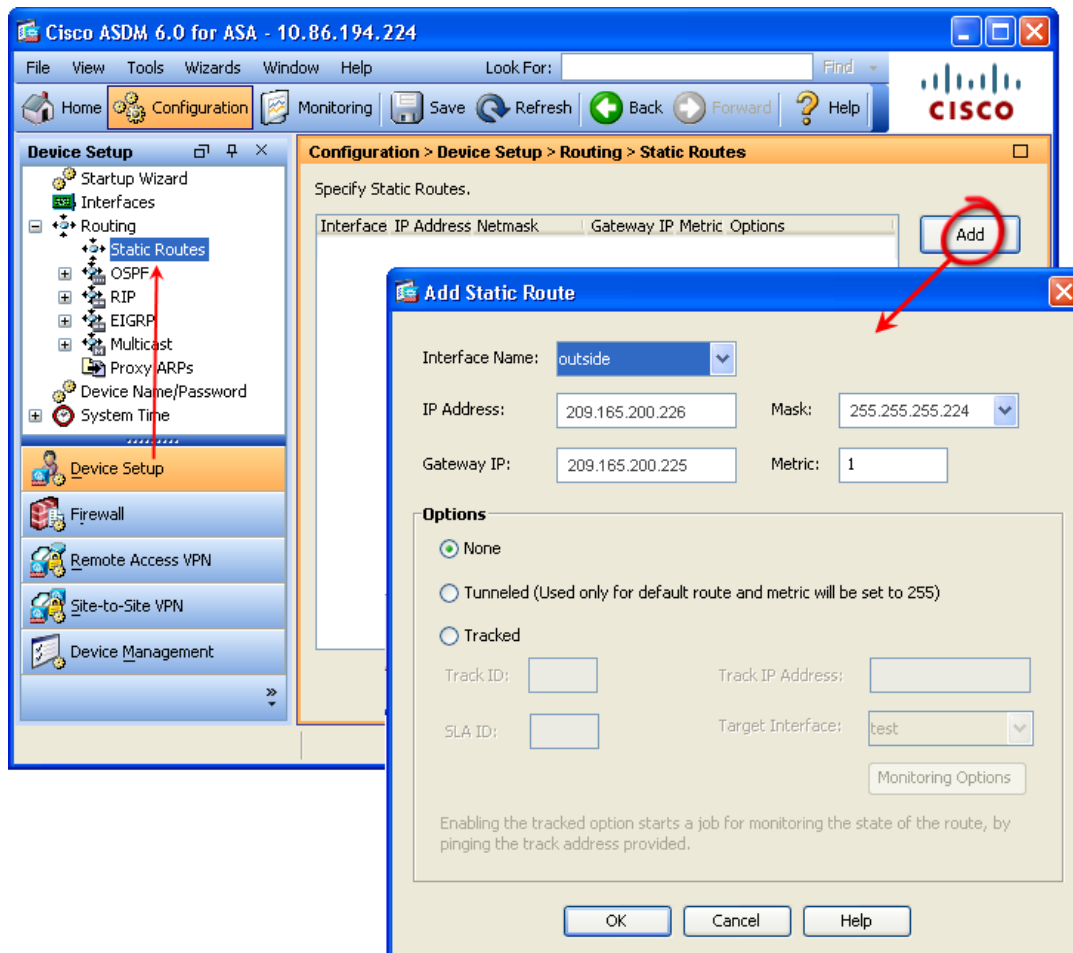 Cisco ASDM 6.0 for ASA - 10.86.194.224
File View Tools Wizards Window Help Look For: Find
Home Configuration Monitoring Save Refresh Back Forward Help
CISCO
Device Setup
Startup Wizard
Interfaces
Routing
Static Routes
OSPF
RIP
EIGRP
Multicast
Proxy ARPs
Device Name/Password
System Time
Device Setup
Firewall
Remote Access VPN
Site-to-Site VPN
Device Management
Configuration > Device Setup > Routing > Static Routes
Specify Static Routes.
Interface IP Address Netmask Gateway IP Metric Options
Add
Add Static Route
Interface Name: outside
IP Address: 209.165.200.226 Mask: 255.255.255.224
Gateway IP: 209.165.200.225 Metric: 1
Options
None
Tunneled (Used only for default route and metric will be set to 255)
Tracked
Track ID: Track IP Address:
SLA ID: Target Interface: test
Monitoring Options
Enabling the tracked option starts a job for monitoring the state of the route, by
pinging the track address provided.
OK Cancel Help